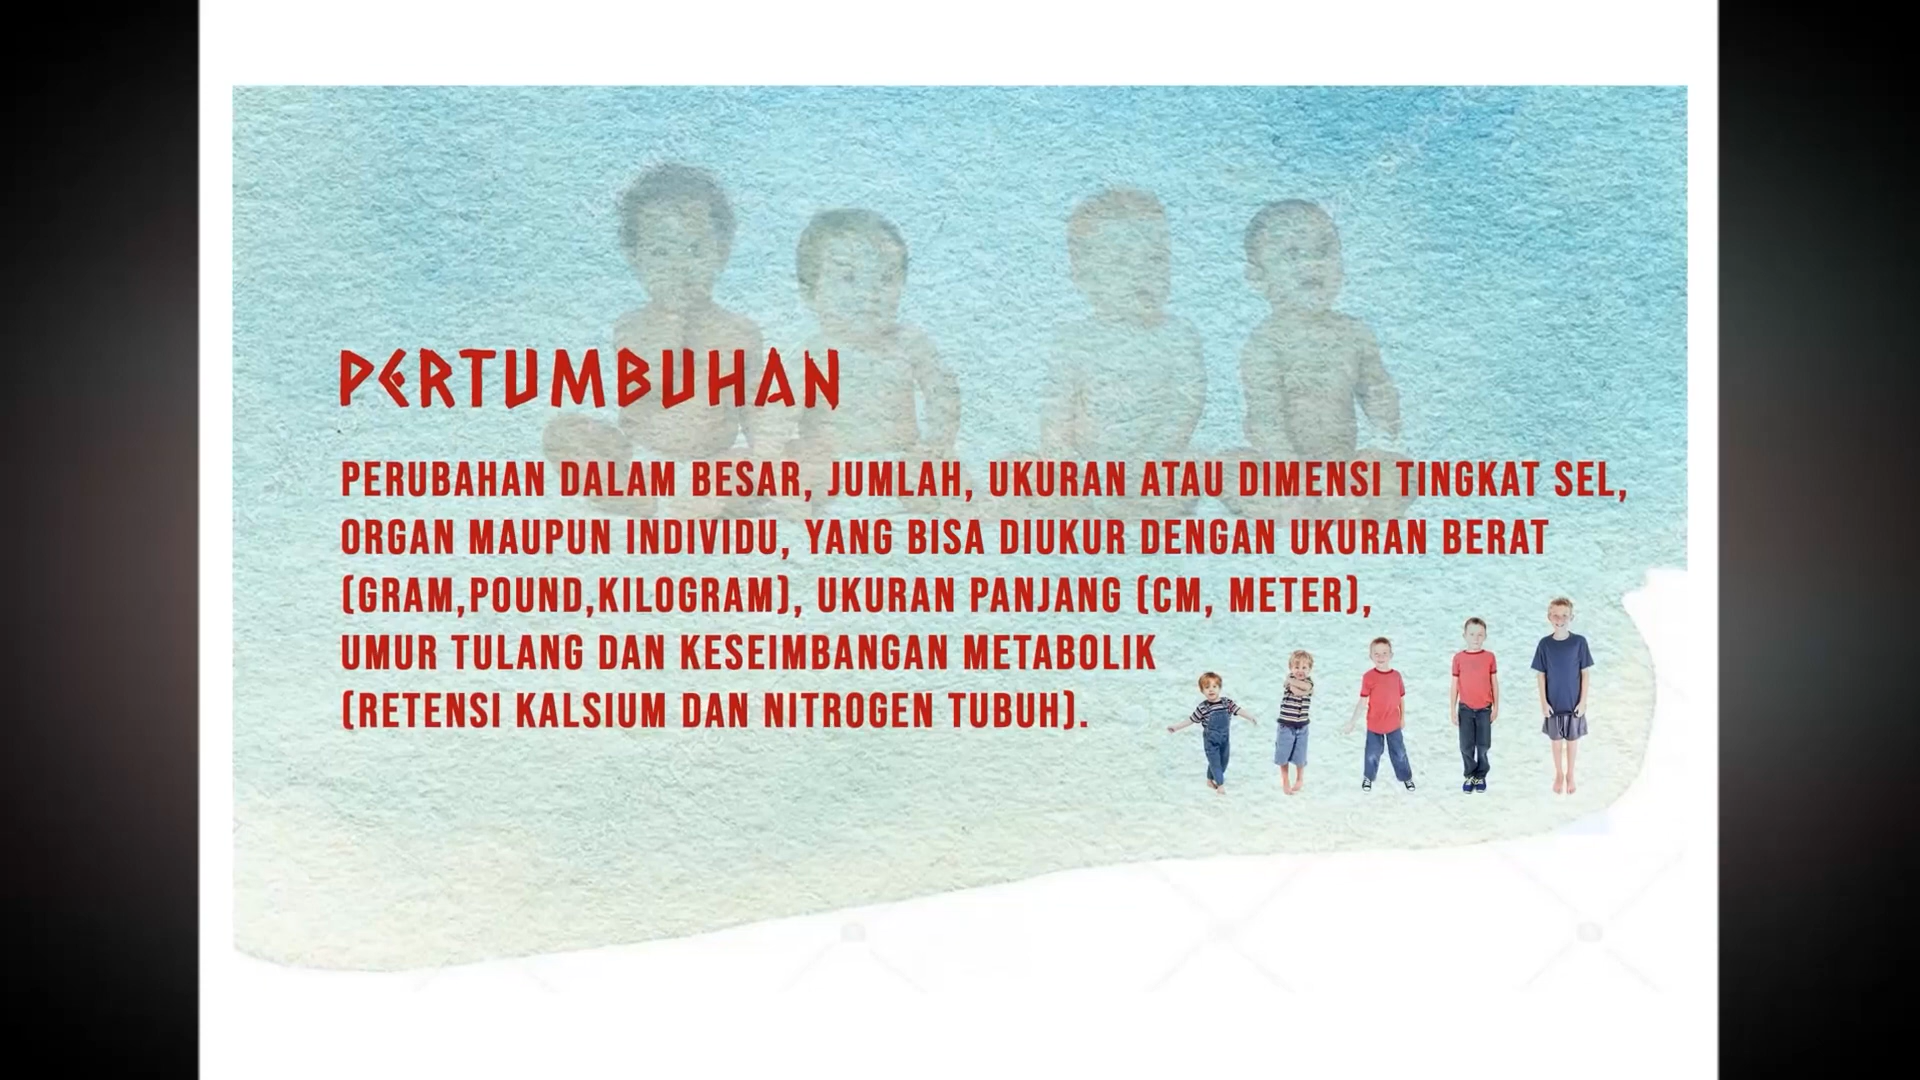 PERTUMBUHAN
PERUBAHAN DALAM BESAR, JUMLAH, UKURAN ATAU DIMENSI TINGKAT SEL,
ORGAN MAUPUN INDIVIDU, YANG BISA DIUKUR DENGAN UKURAN BERAT
(GRAM,POUND,KILOGRAM), UKURAN PANJANG (CM, METER),
UMUR TULANG DAN KESEIMBANGAN METABOLIK
(RETENSI KALSIUM DAN NITROGEN TUBUH).